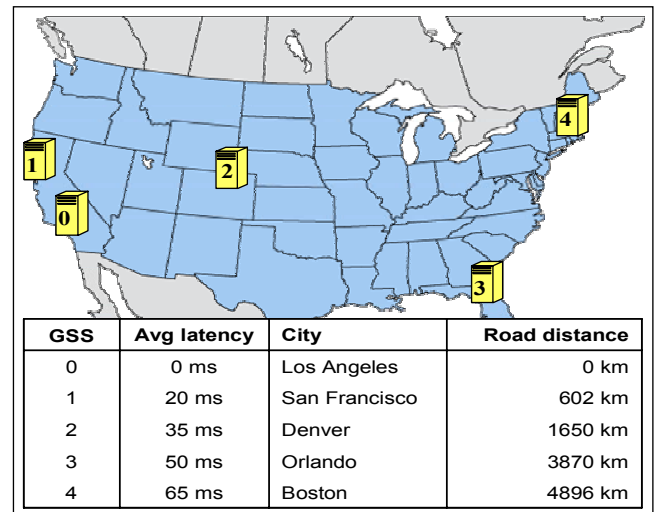 4
1
2
0
3
GSS Avg latency City Road distance
0 0 ms Los Angeles 0 km
1 20 ms San Francisco 602 km
2 35 ms Denver 1650 km
3 50 ms Orlando 3870 km
4 65 ms Boston 4896 km